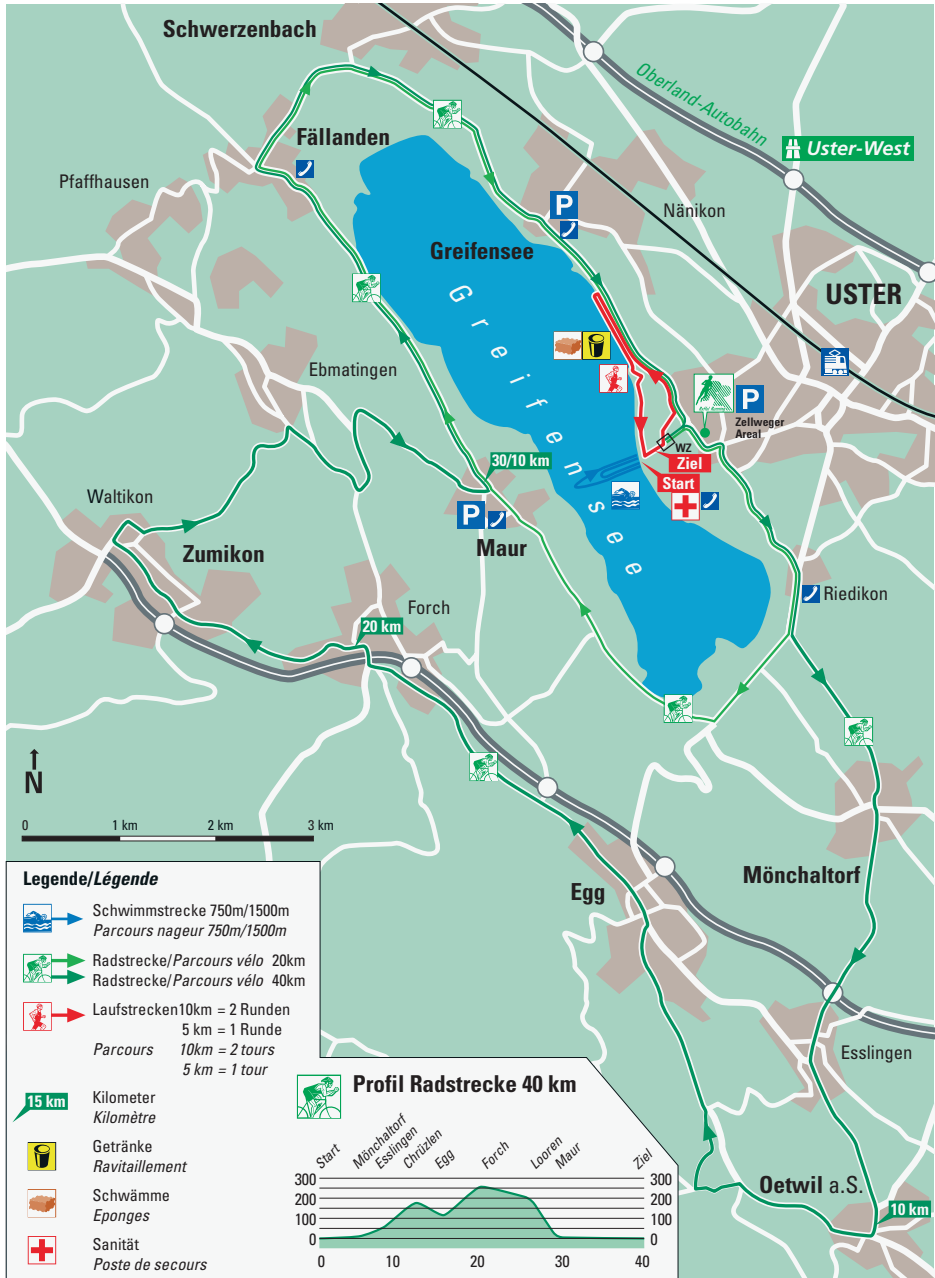 Schwerzenbach
Oberland-Autobahn
Uster-West
Fällanden
Pfaffhausen
P
Nänikon
Greifensee
USTER
Greifensee
Ebmatingen
P
Zellweger
Areal
WZ
30/10 km
Ziel
Start
Waltikon
P
Maur
Zumikon
Riedikon
Forch
20 km
N
0 1 km 2 km 3 km
Mönchaltorf
Egg
Esslingen
Oetwil a.S.
10 km
Legende/Légende
Schwimmstrecke 750m/1500m
Parcours nageur 750m/1500m
Radstrecke/Parcours vélo 20km
Radstrecke/Parcours vélo 40km
Laufstrecken 10km = 2 Runden
5 km = 1 Runde
Parcours 10km = 2 tours
5 km = 1 tour
15 km
Kilometer
Kilomètre
Getränke
Ravitaillement
Schwämme
Eponges
Sanität
Poste de secours
Profil Radstrecke 40 km
Start Mönchaltorf Esslingen Chrüzlen Egg Forch Looren Maur Ziel
300 300
200 200
100 100
0 0
0 10 20 30 40